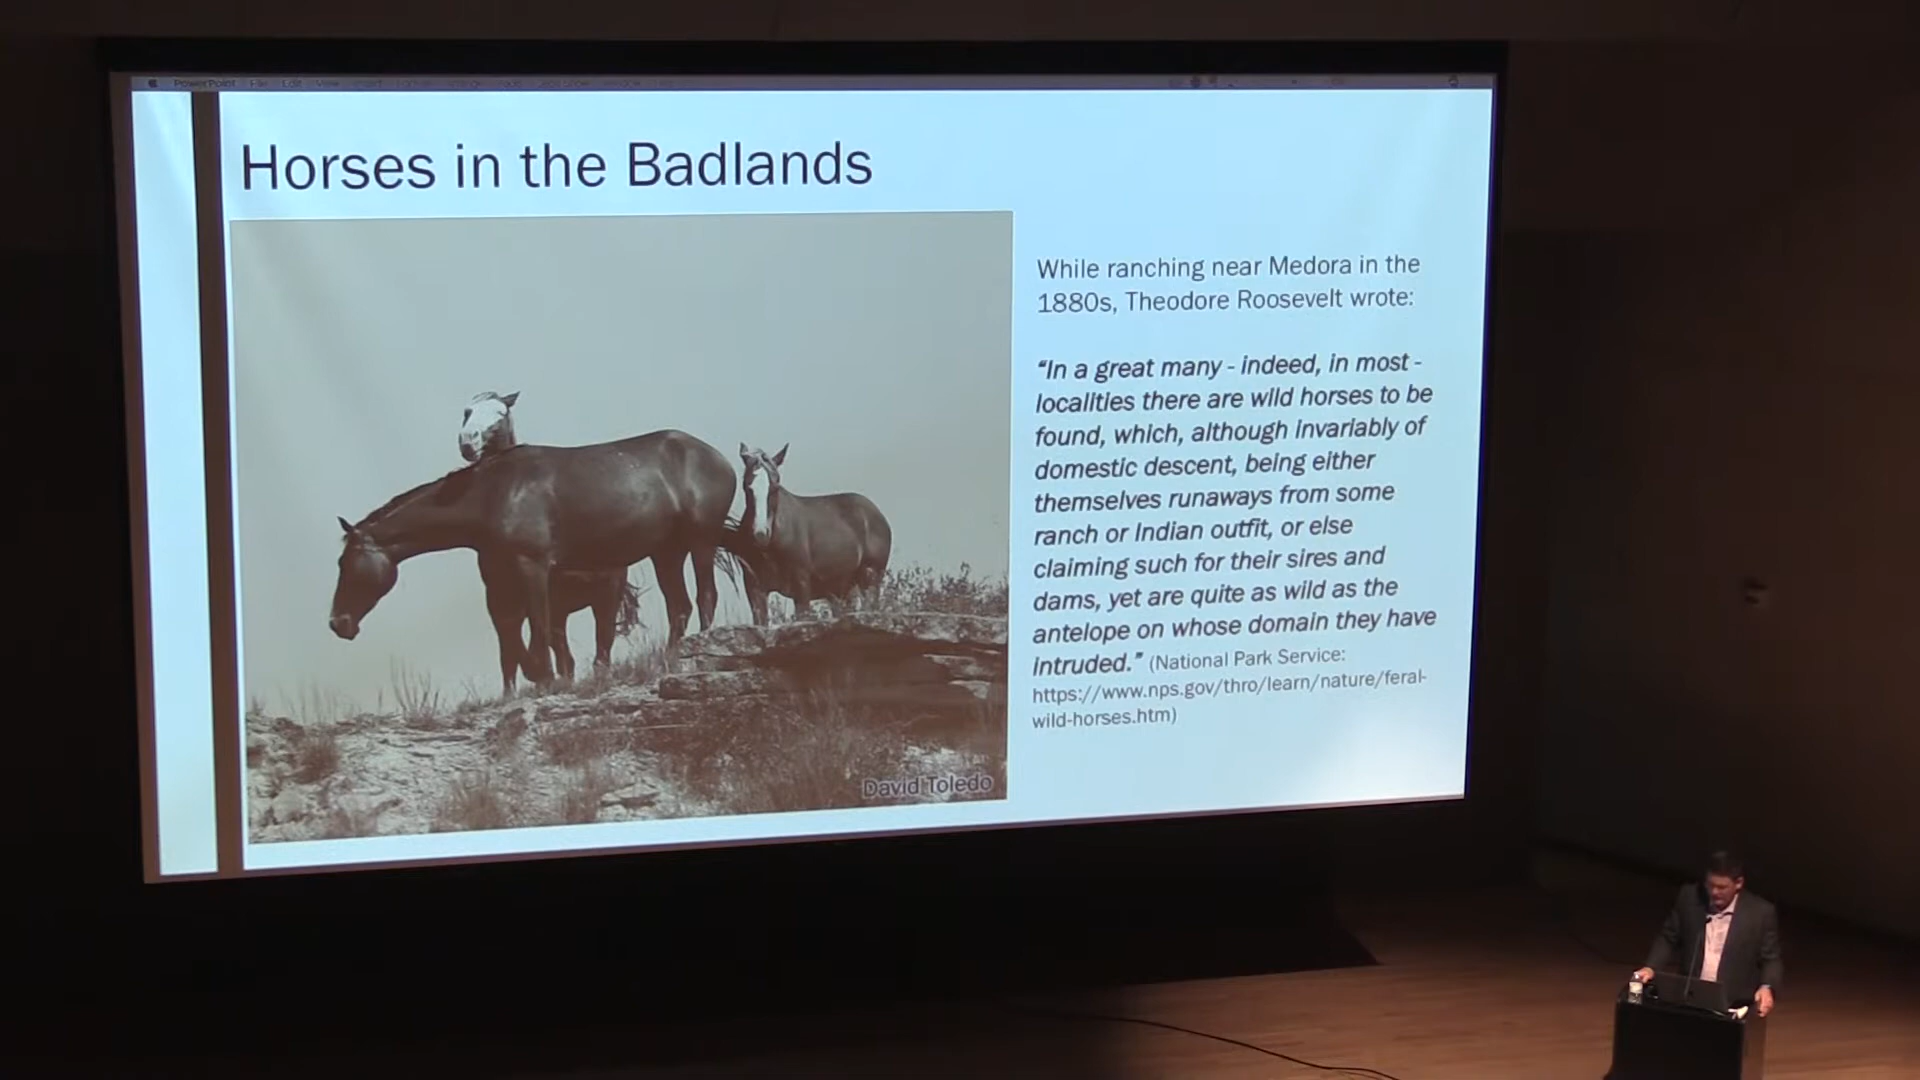 PowerPoint File Edit View
Horses in the Badlands
While ranching near Medora in the
1880s, Theodore Roosevelt wrote:
“In a great many - indeed, in most -
localities there are wild horses to be
found, which, although invariably of
domestic descent, being either
themselves runaways from some
ranch or Indian outfit, or else
claiming such for their sires and
dams, yet are quite as wild as the
antelope on whose domain they have
intruded.” (National Park Service:
https://www.nps.gov/thro/learn/nature/feral-
wild-horses.htm)
David Toledo